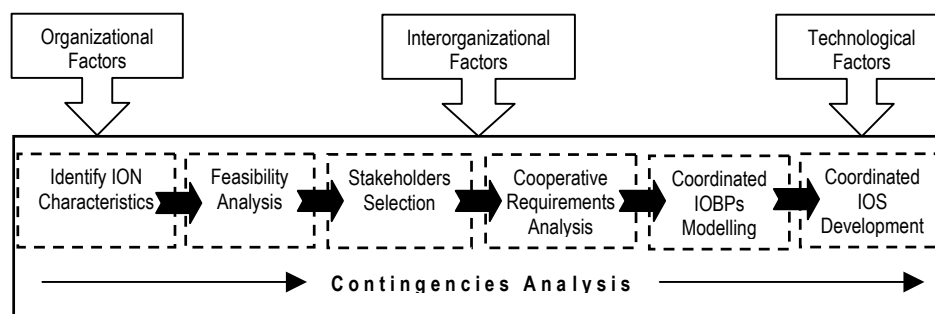 Organizational
Factors
Interorganizational
Factors
Technological
Factors
Identify ION
Characteristics
Feasibility
Analysis
Stakeholders
Selection
Cooperative
Requirements
Analysis
Coordinated
IOBPs
Modelling
Coordinated
IOS
Development
Contingencies Analysis